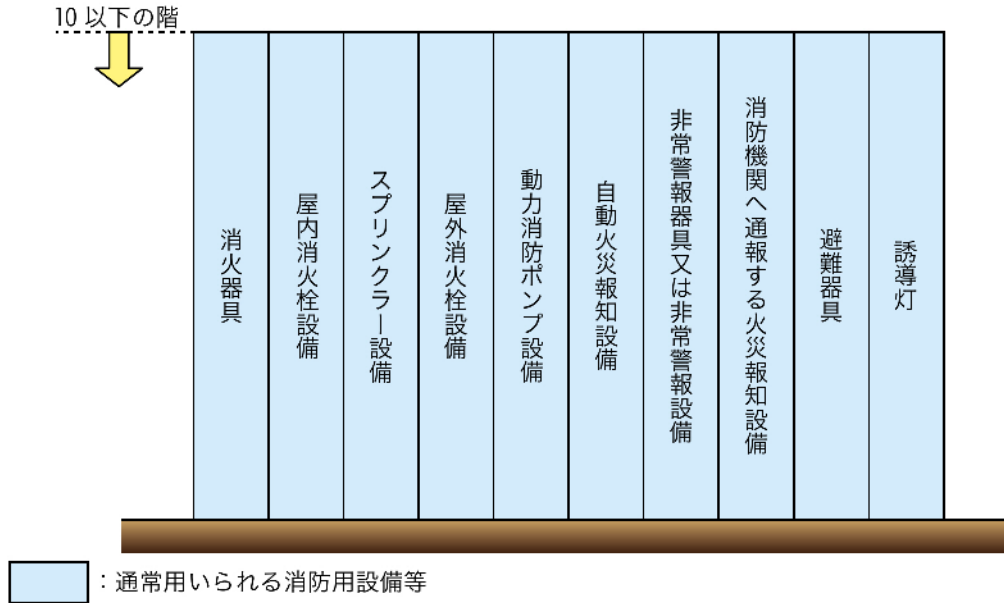 10 以下の階
消火器具
屋内消火栓設備
スプリンクラー設備
屋外消火栓設備
動力消防ポンプ設備
自動火災報知設備
非常警報器具又は非常警報設備
消防機関へ通報する火災報知設備
避難器具
誘導灯
：通常用いられる消防用設備等